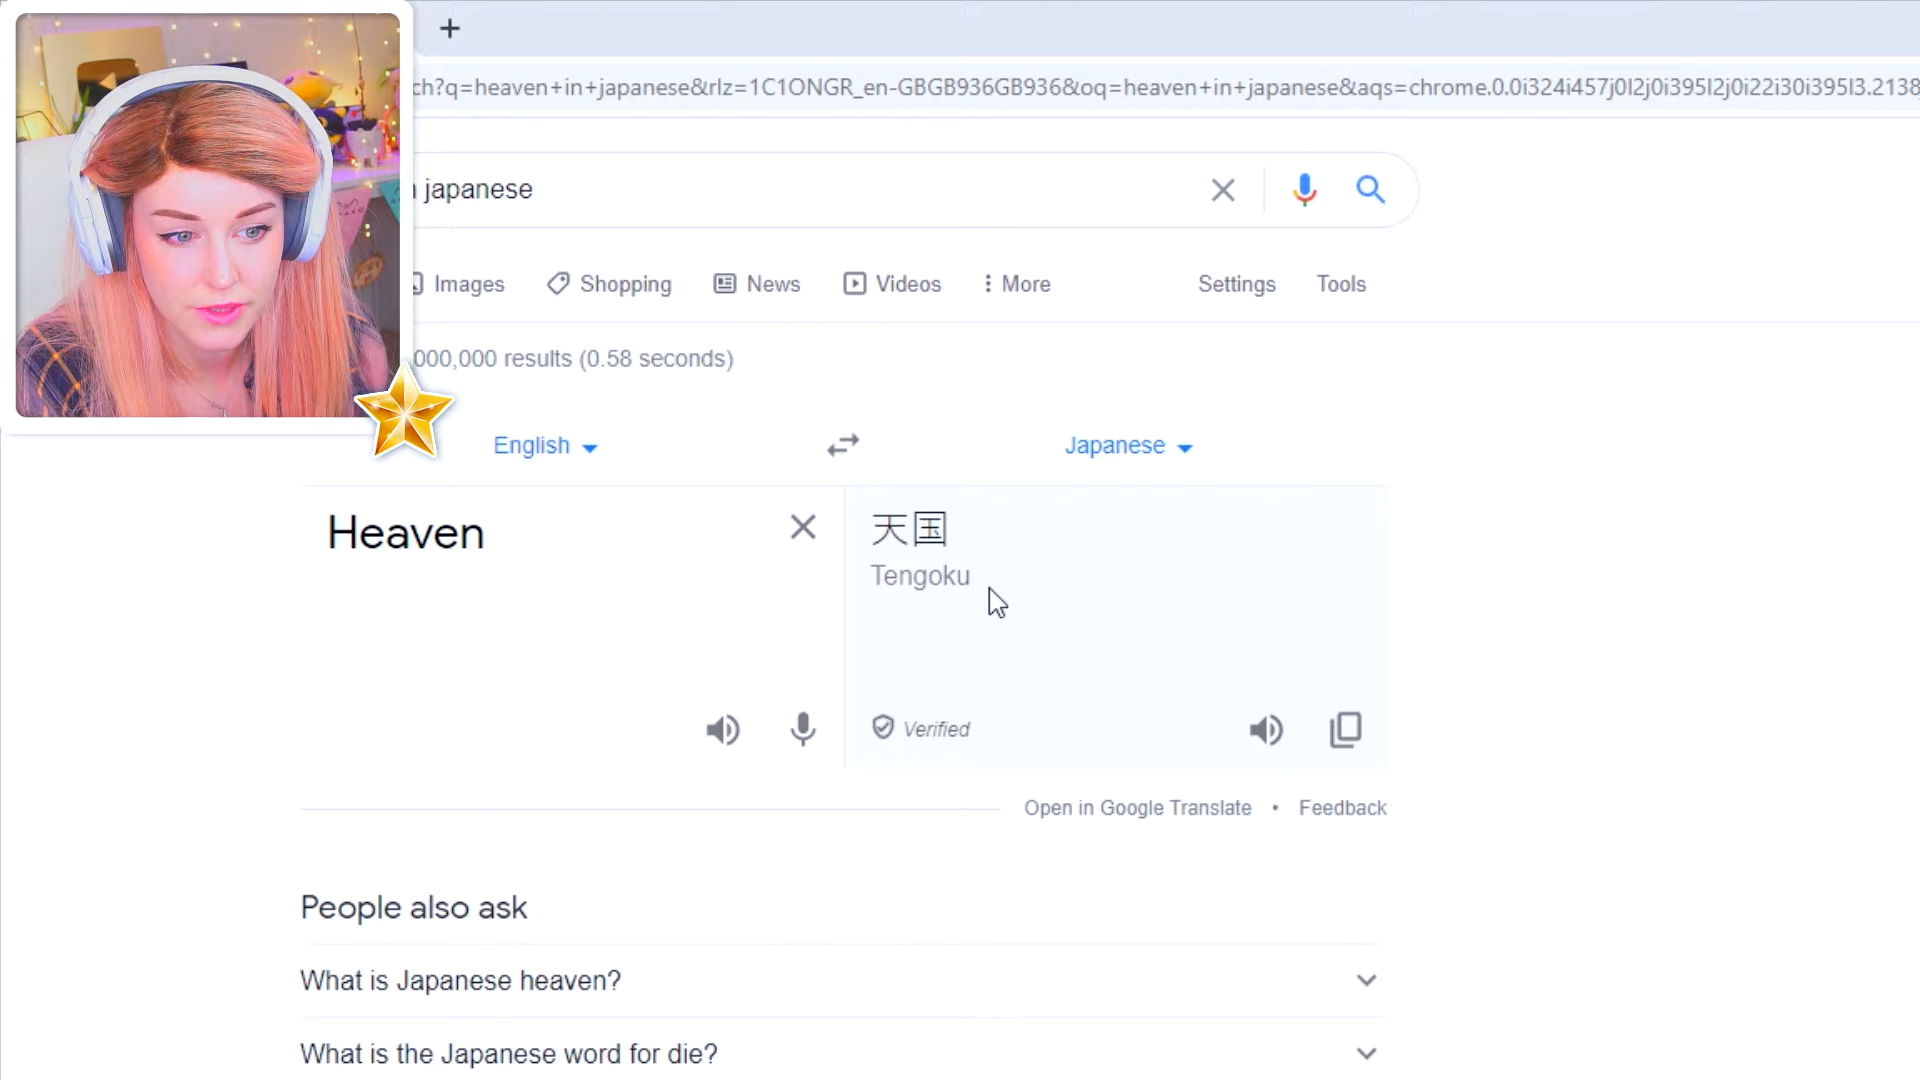 ch?q=heaven+in+japanese&rlz=1C1ONGR_en-GBGB936GB936&oq=heaven+in+japanese&aqs=chrome.0.0i324i457j0l2j0i395l2j0i22i30i395l3.2138
japanese
Images Shopping News Videos More Settings Tools
000,000 results (0.58 seconds)
English Japanese
Heaven 天国
Tengoku
Verified
Open in Google Translate • Feedback
People also ask
What is Japanese heaven?
What is the Japanese word for die?